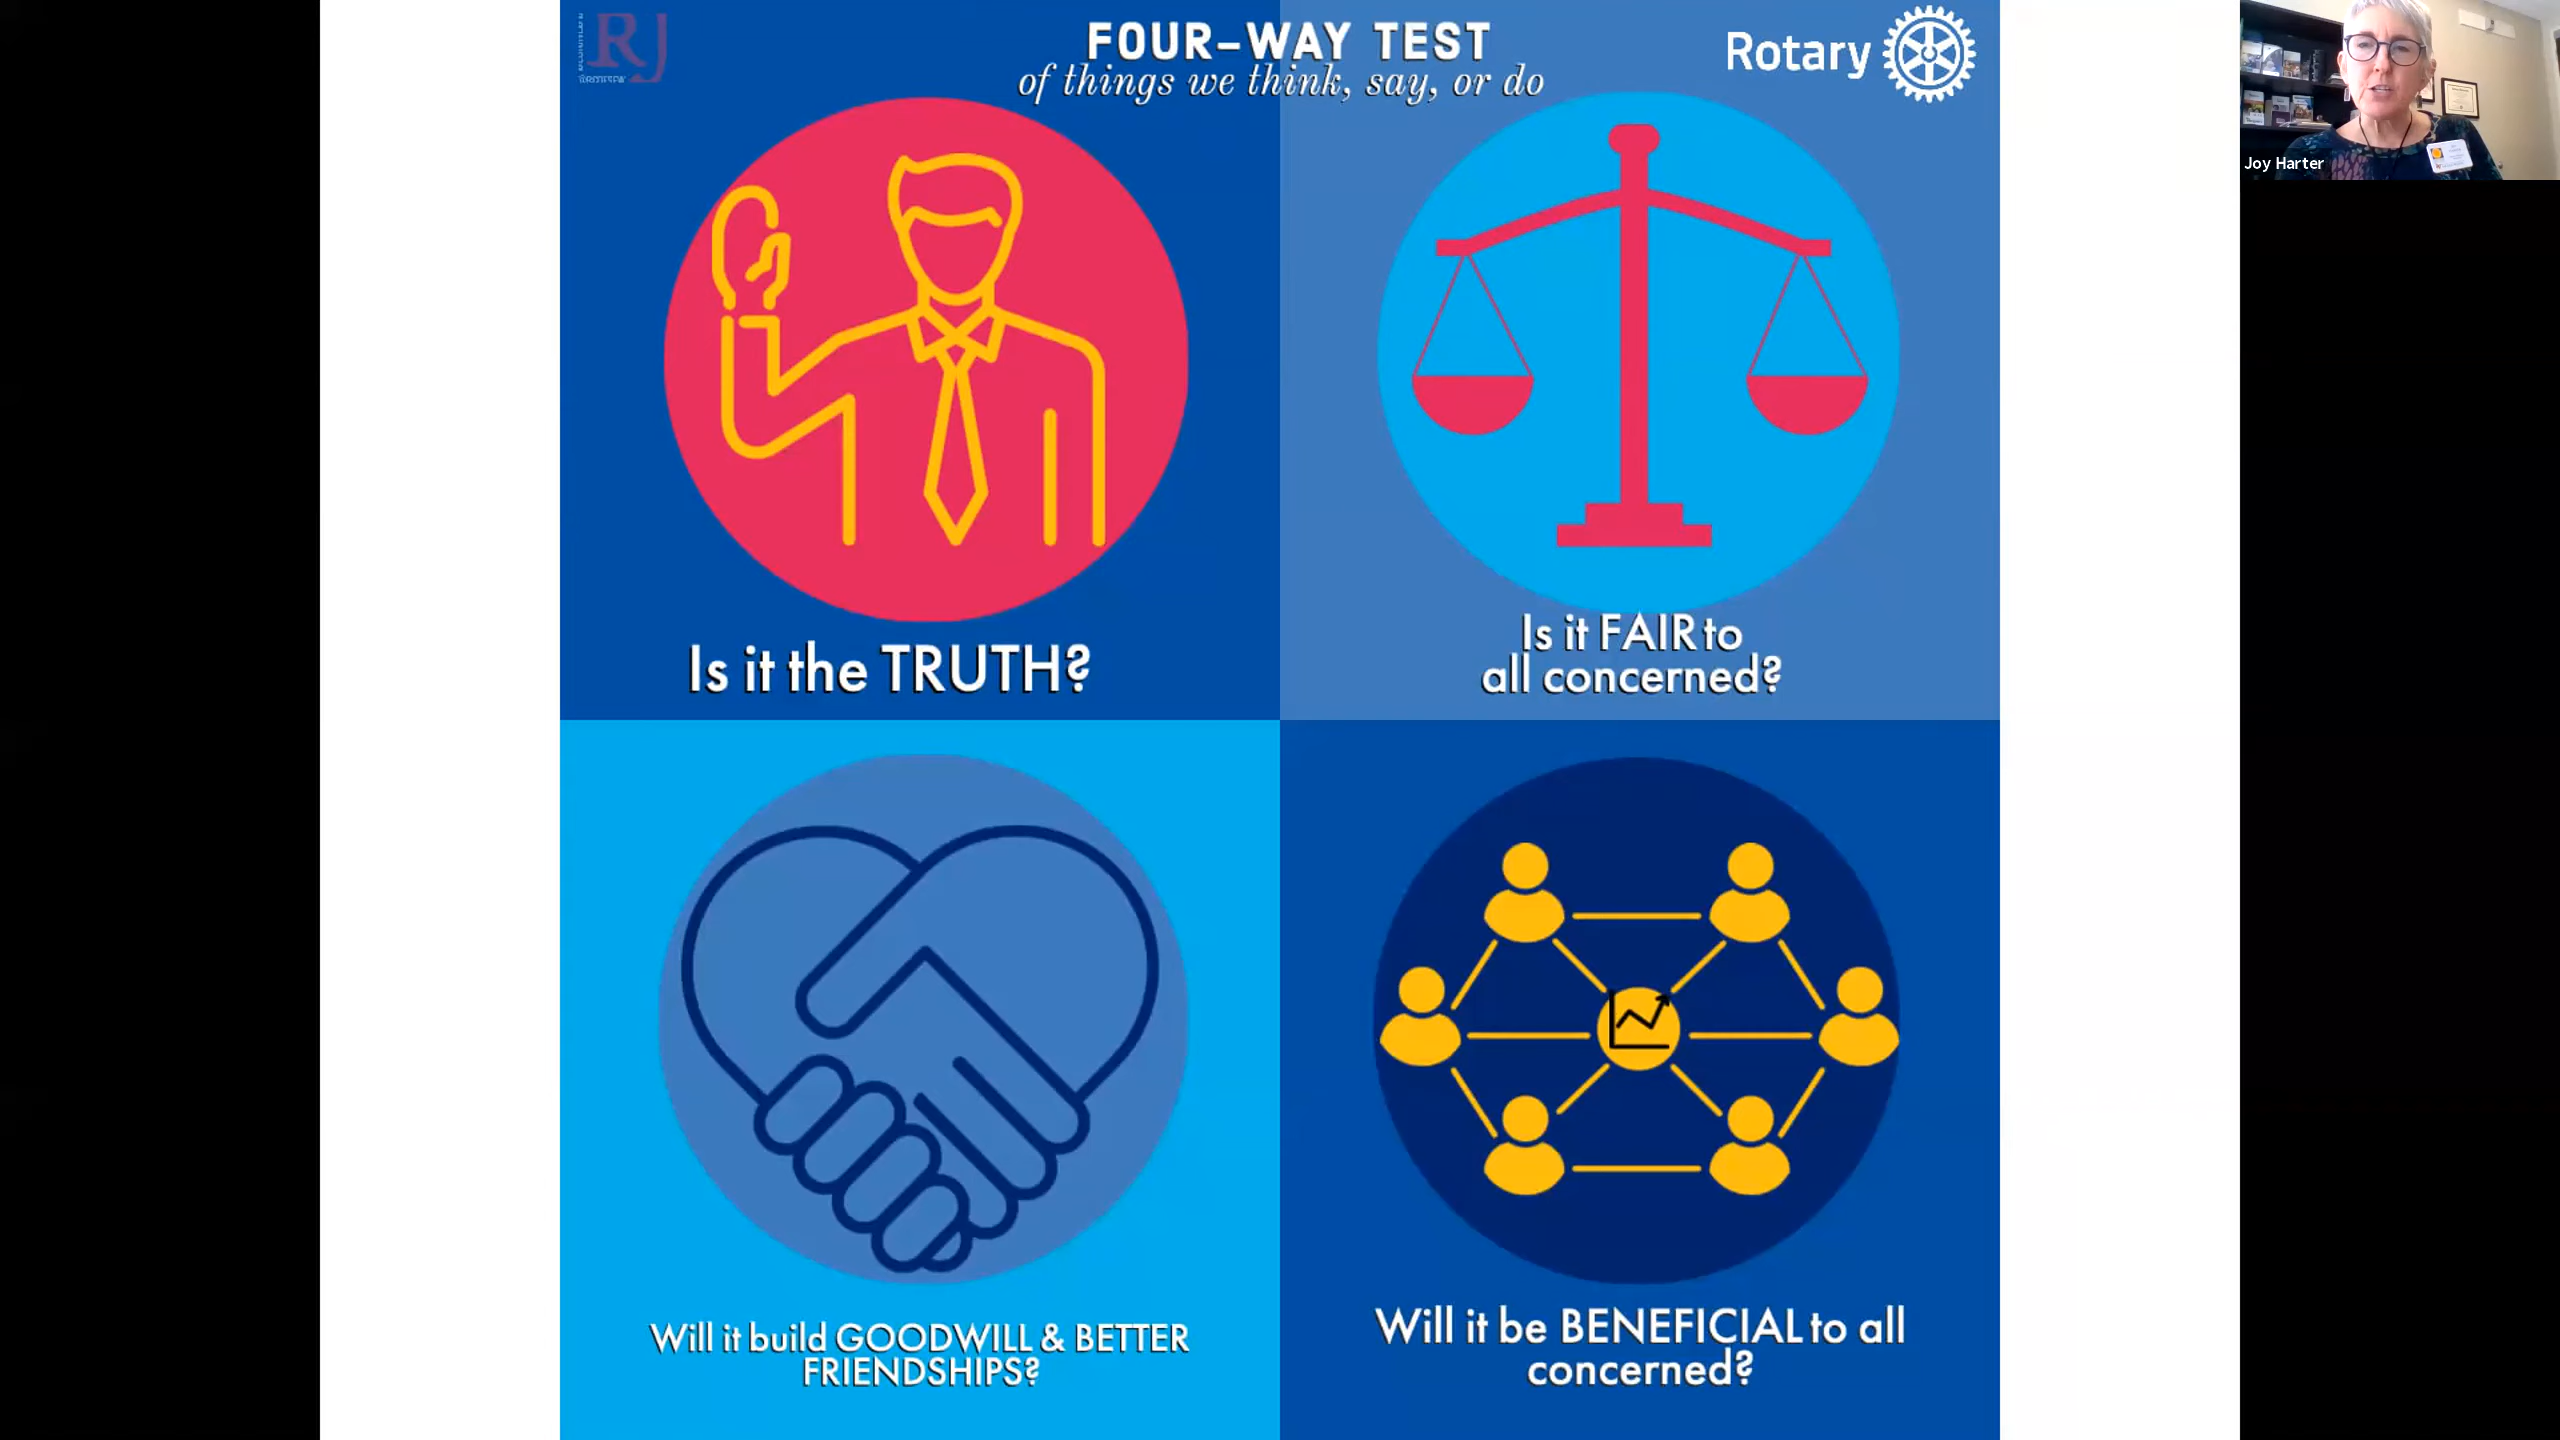 RJ
FOUR-WAY TEST
of things we think, say, or do
Rotary
Joy Harter
Is it the TRUTH?
Is it FAIR to
all concerned?
Will it build GOODWILL & BETTER
FRIENDSHIPS?
Will it be BENEFICIAL to all
concerned?